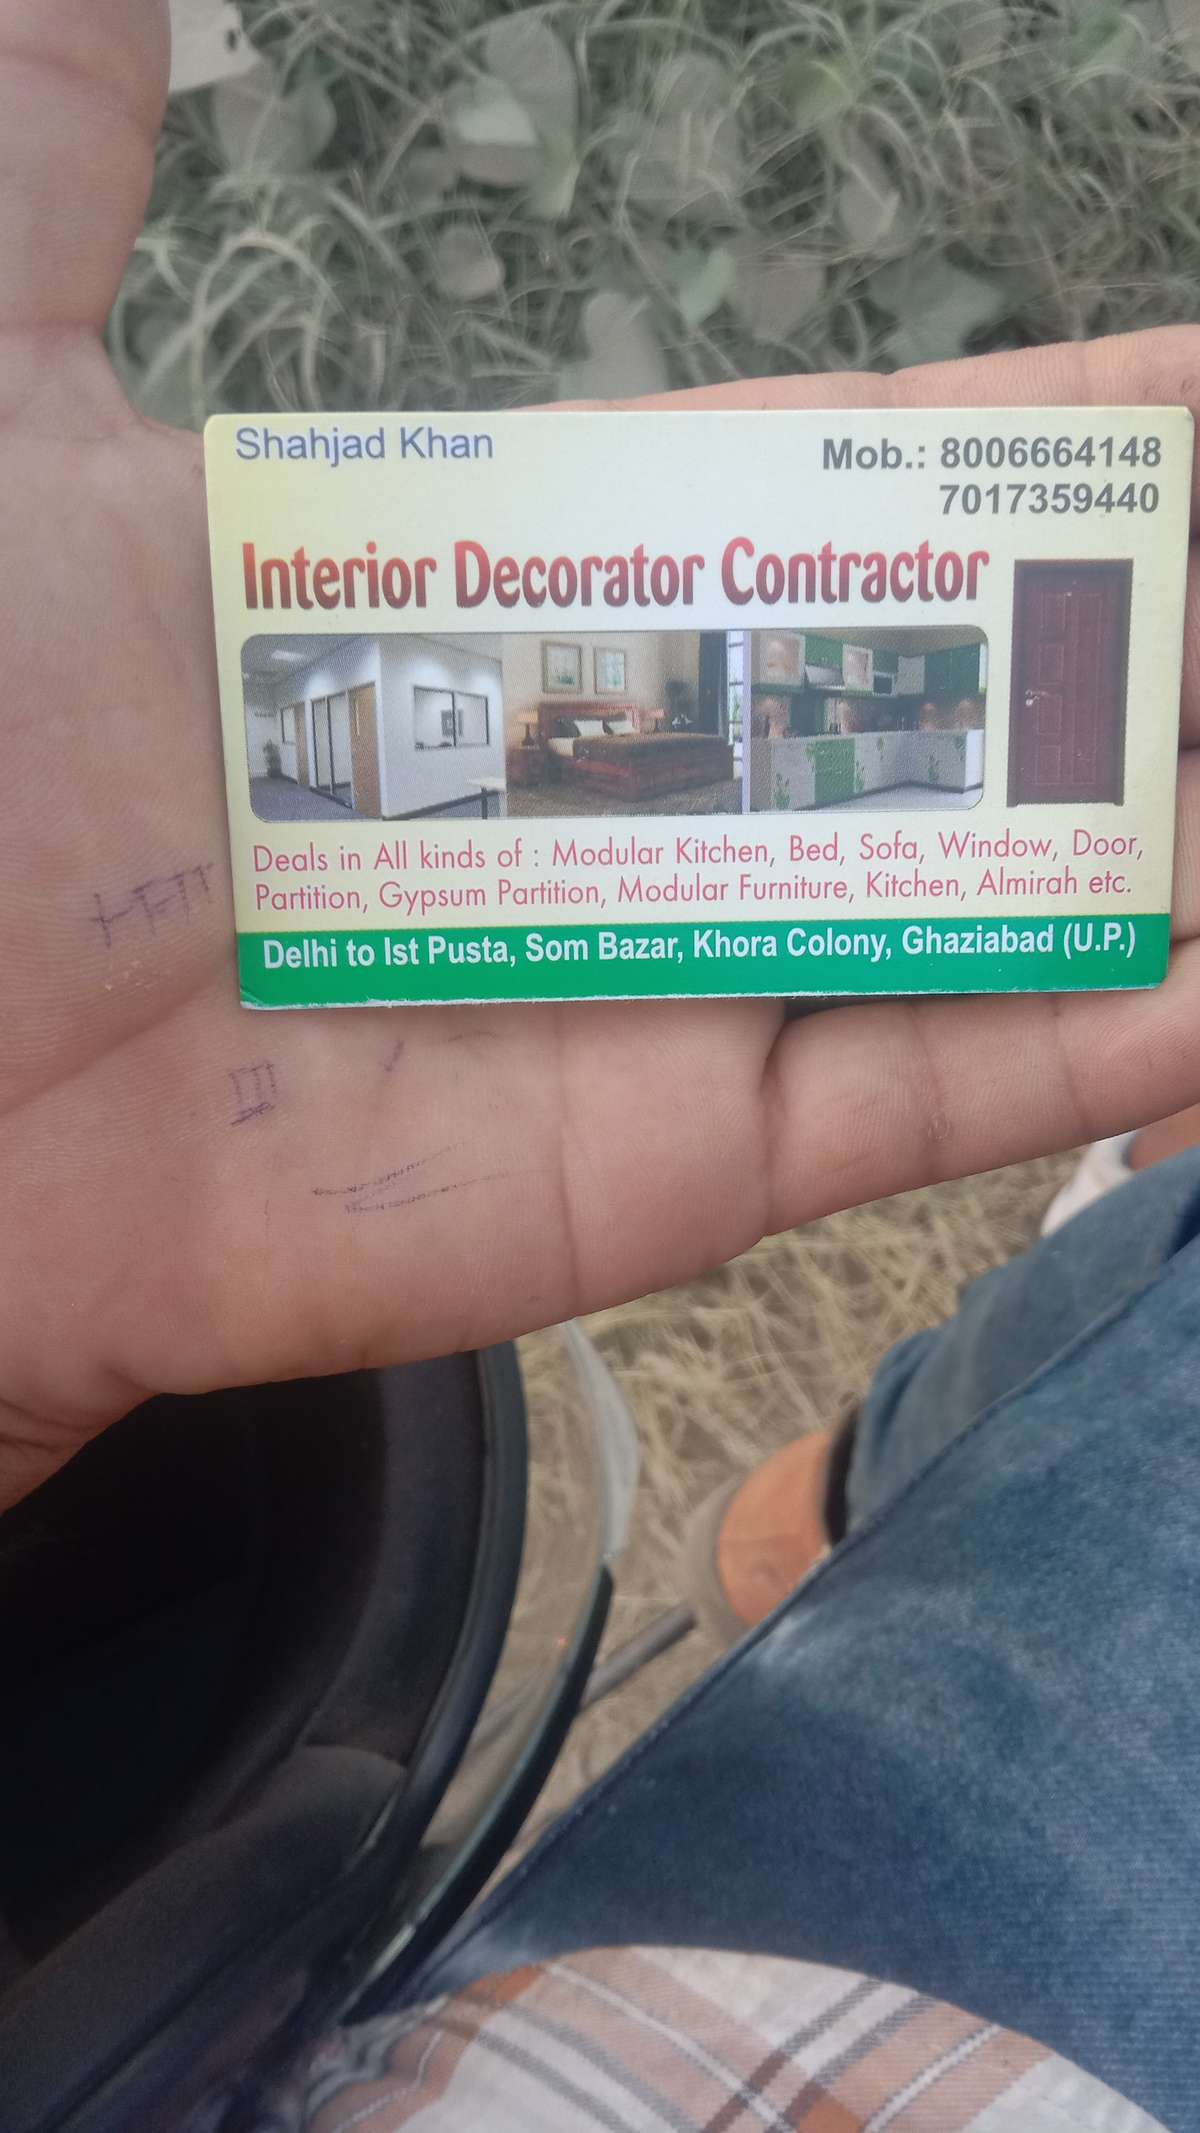 Shahjad Khan
Mob.: 8006664148
7017359440
Interior Decorator Contractor
Deals in All kinds of : Modular Kitchen, Bed, Sofa, Window, Door,
Partition, Gypsum Partition, Modular Furniture, Kitchen, Almirah etc.
Delhi to Ist Pusta, Som Bazar, Khora Colony, Ghaziabad (U.P.)